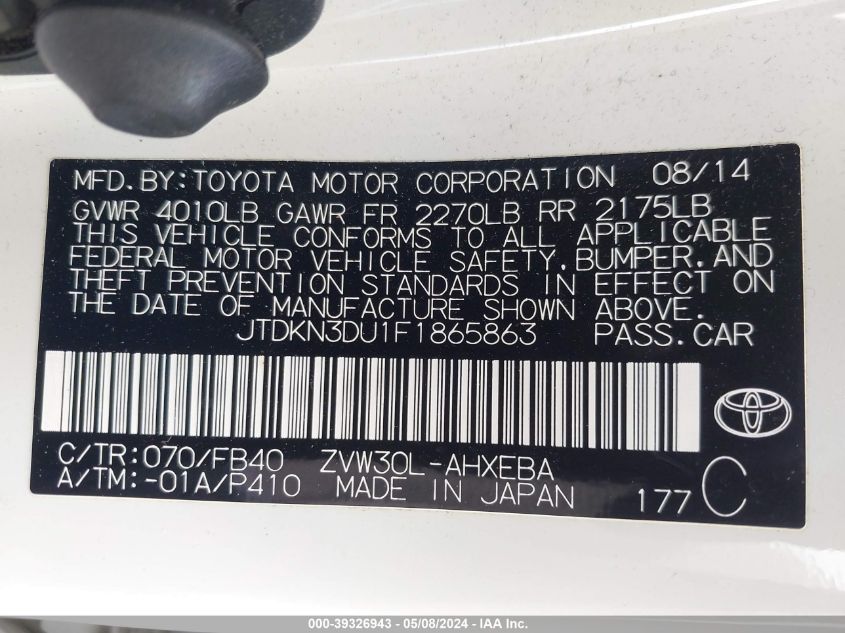 MFD.BY:TOYOTA MOTOR CORPORATION 08/14
GVWR 4010LB GAWR FR 2270LB RR 2175LB
THIS VEHICLE CONFORMS TO ALL APPLICABLE
FEDERAL MOTOR VEHICLE SAFETY,BUMPER,AND
THEFT PREVENTION STANDARDS IN EFFECT ON
THE DATE OF MANUFACTURE SHOWN ABOVE.
JTDKN3DU1F1865863 PASS.CAR
C/TR:070/FB40 ZVW30L-AHXEBA
A/TM:-01A/P410 MADE IN JAPAN 177 C
000-39326943 - 05/08/2024 - IAA Inc.